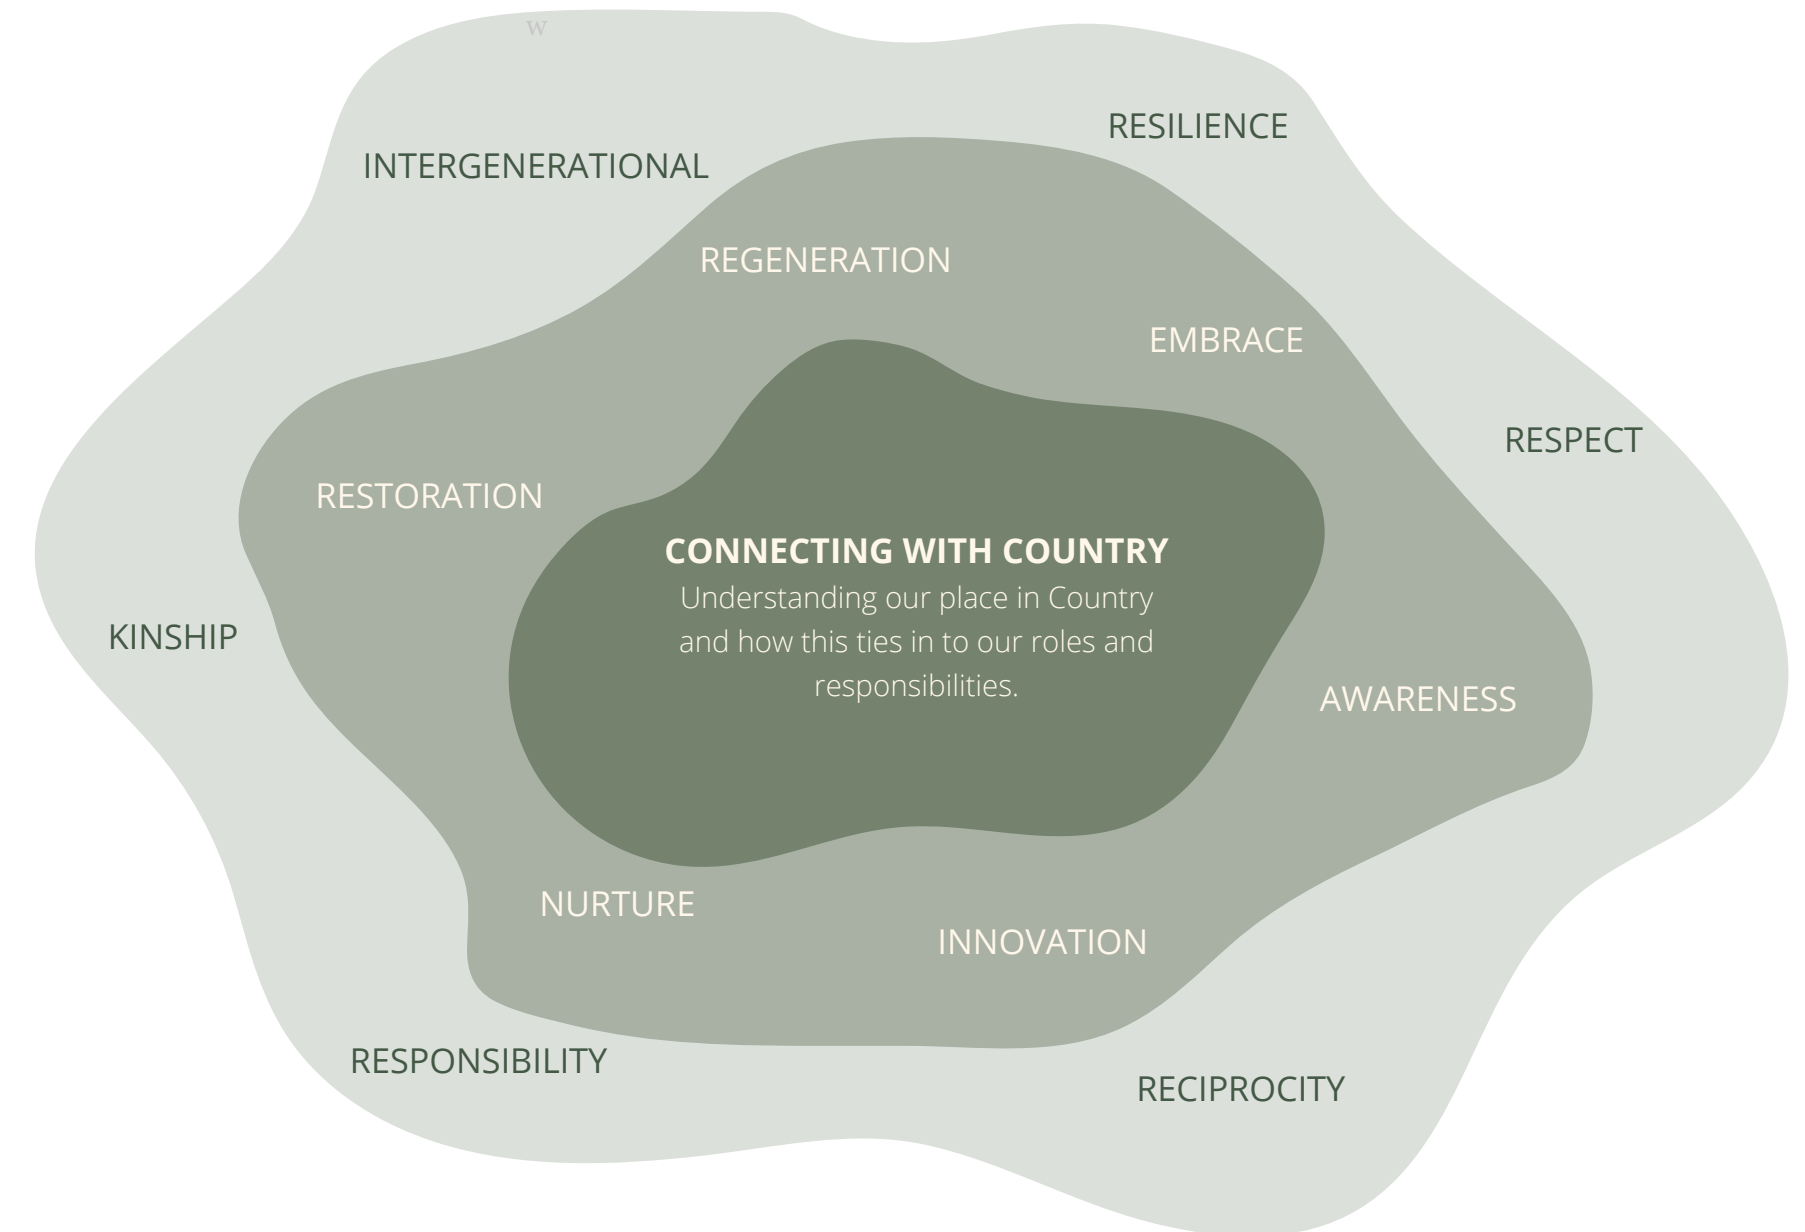 w
RESILIENCE
INTERGENERATIONAL
REGENERATION
EMBRACE
RESPECT
RESTORATION
CONNECTING WITH COUNTRY
Understanding our place in Country
and how this ties in to our roles and
responsibilities.
KINSHIP
AWARENESS
NURTURE
INNOVATION
RESPONSIBILITY
RECIPROCITY